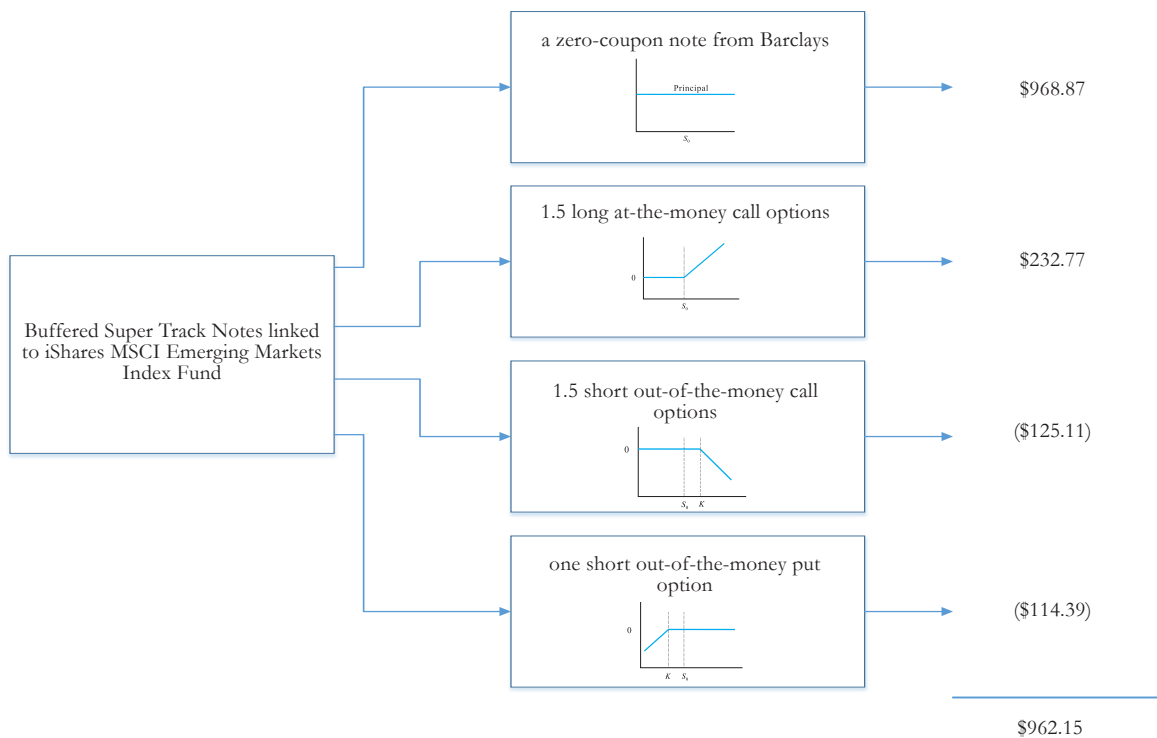 Buffered Super Track Notes linked
to iShares MSCI Emerging Markets
Index Fund
a zero-coupon note from Barclays
Principal
S₀
$968.87
1.5 long at-the-money call options
0
S₀
$232.77
1.5 short out-of-the-money call
options
0
S₀ K
($125.11)
one short out-of-the-money put
option
0
K S₀
($114.39)
$962.15